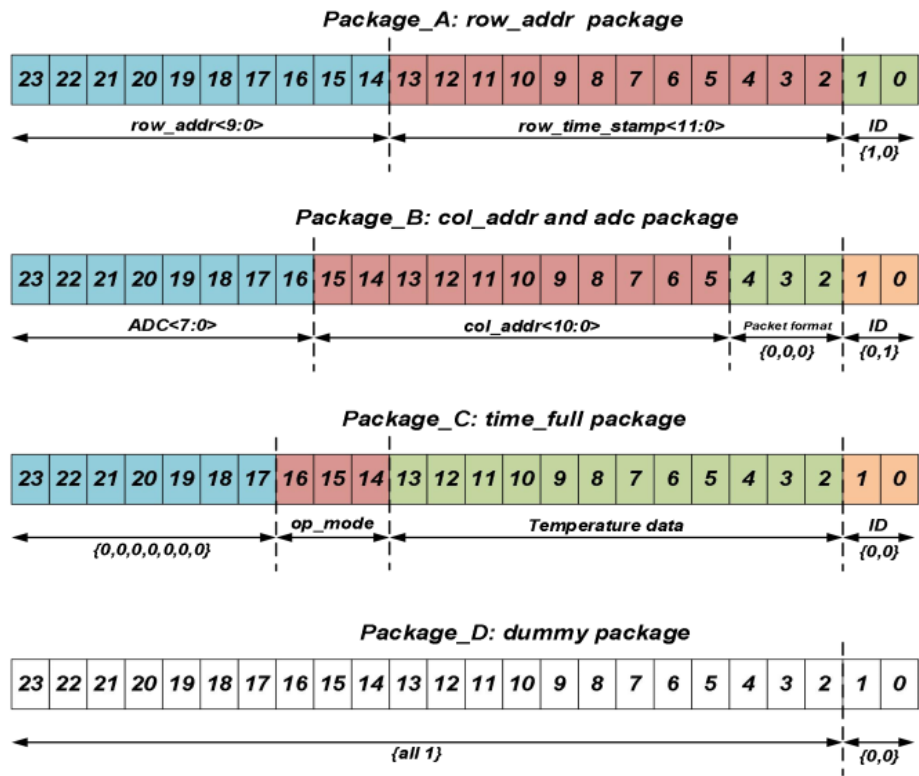 Package_A: row_addr package
23 22 21 20 19 18 17 16 15 14 13 12 11 10 9 8 7 6 5 4 3 2 1 0
row_addr<9:0> row_time_stamp<11:0> ID
{1,0}
Package_B: col_addr and adc package
23 22 21 20 19 18 17 16 15 14 13 12 11 10 9 8 7 6 5 4 3 2 1 0
ADC<7:0> col_addr<10:0> Packet format ID
{0,0,0} {0,1}
Package_C: time_full package
23 22 21 20 19 18 17 16 15 14 13 12 11 10 9 8 7 6 5 4 3 2 1 0
op_mode Temperature data ID
{0,0,0,0,0,0,0} {0,0}
Package_D: dummy package
23 22 21 20 19 18 17 16 15 14 13 12 11 10 9 8 7 6 5 4 3 2 1 0
{all 1} {0,0}